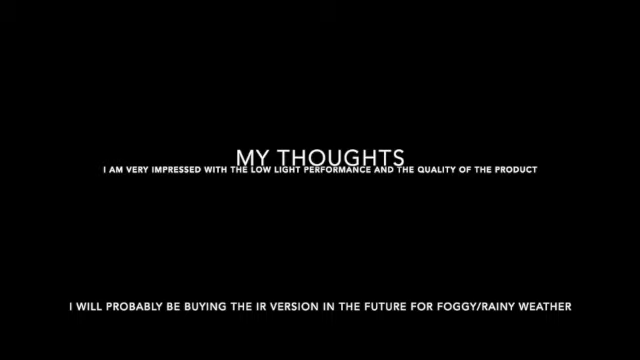 MY THOUGHTS
I AM VERY IMPRESSED WITH THE LOW LIGHT PERFORMANCE AND THE QUALITY OF THE PRODUCT
I WILL PROBABLY BE BUYING THE IR VERSION IN THE FUTURE FOR FOGGY/RAINY WEATHER